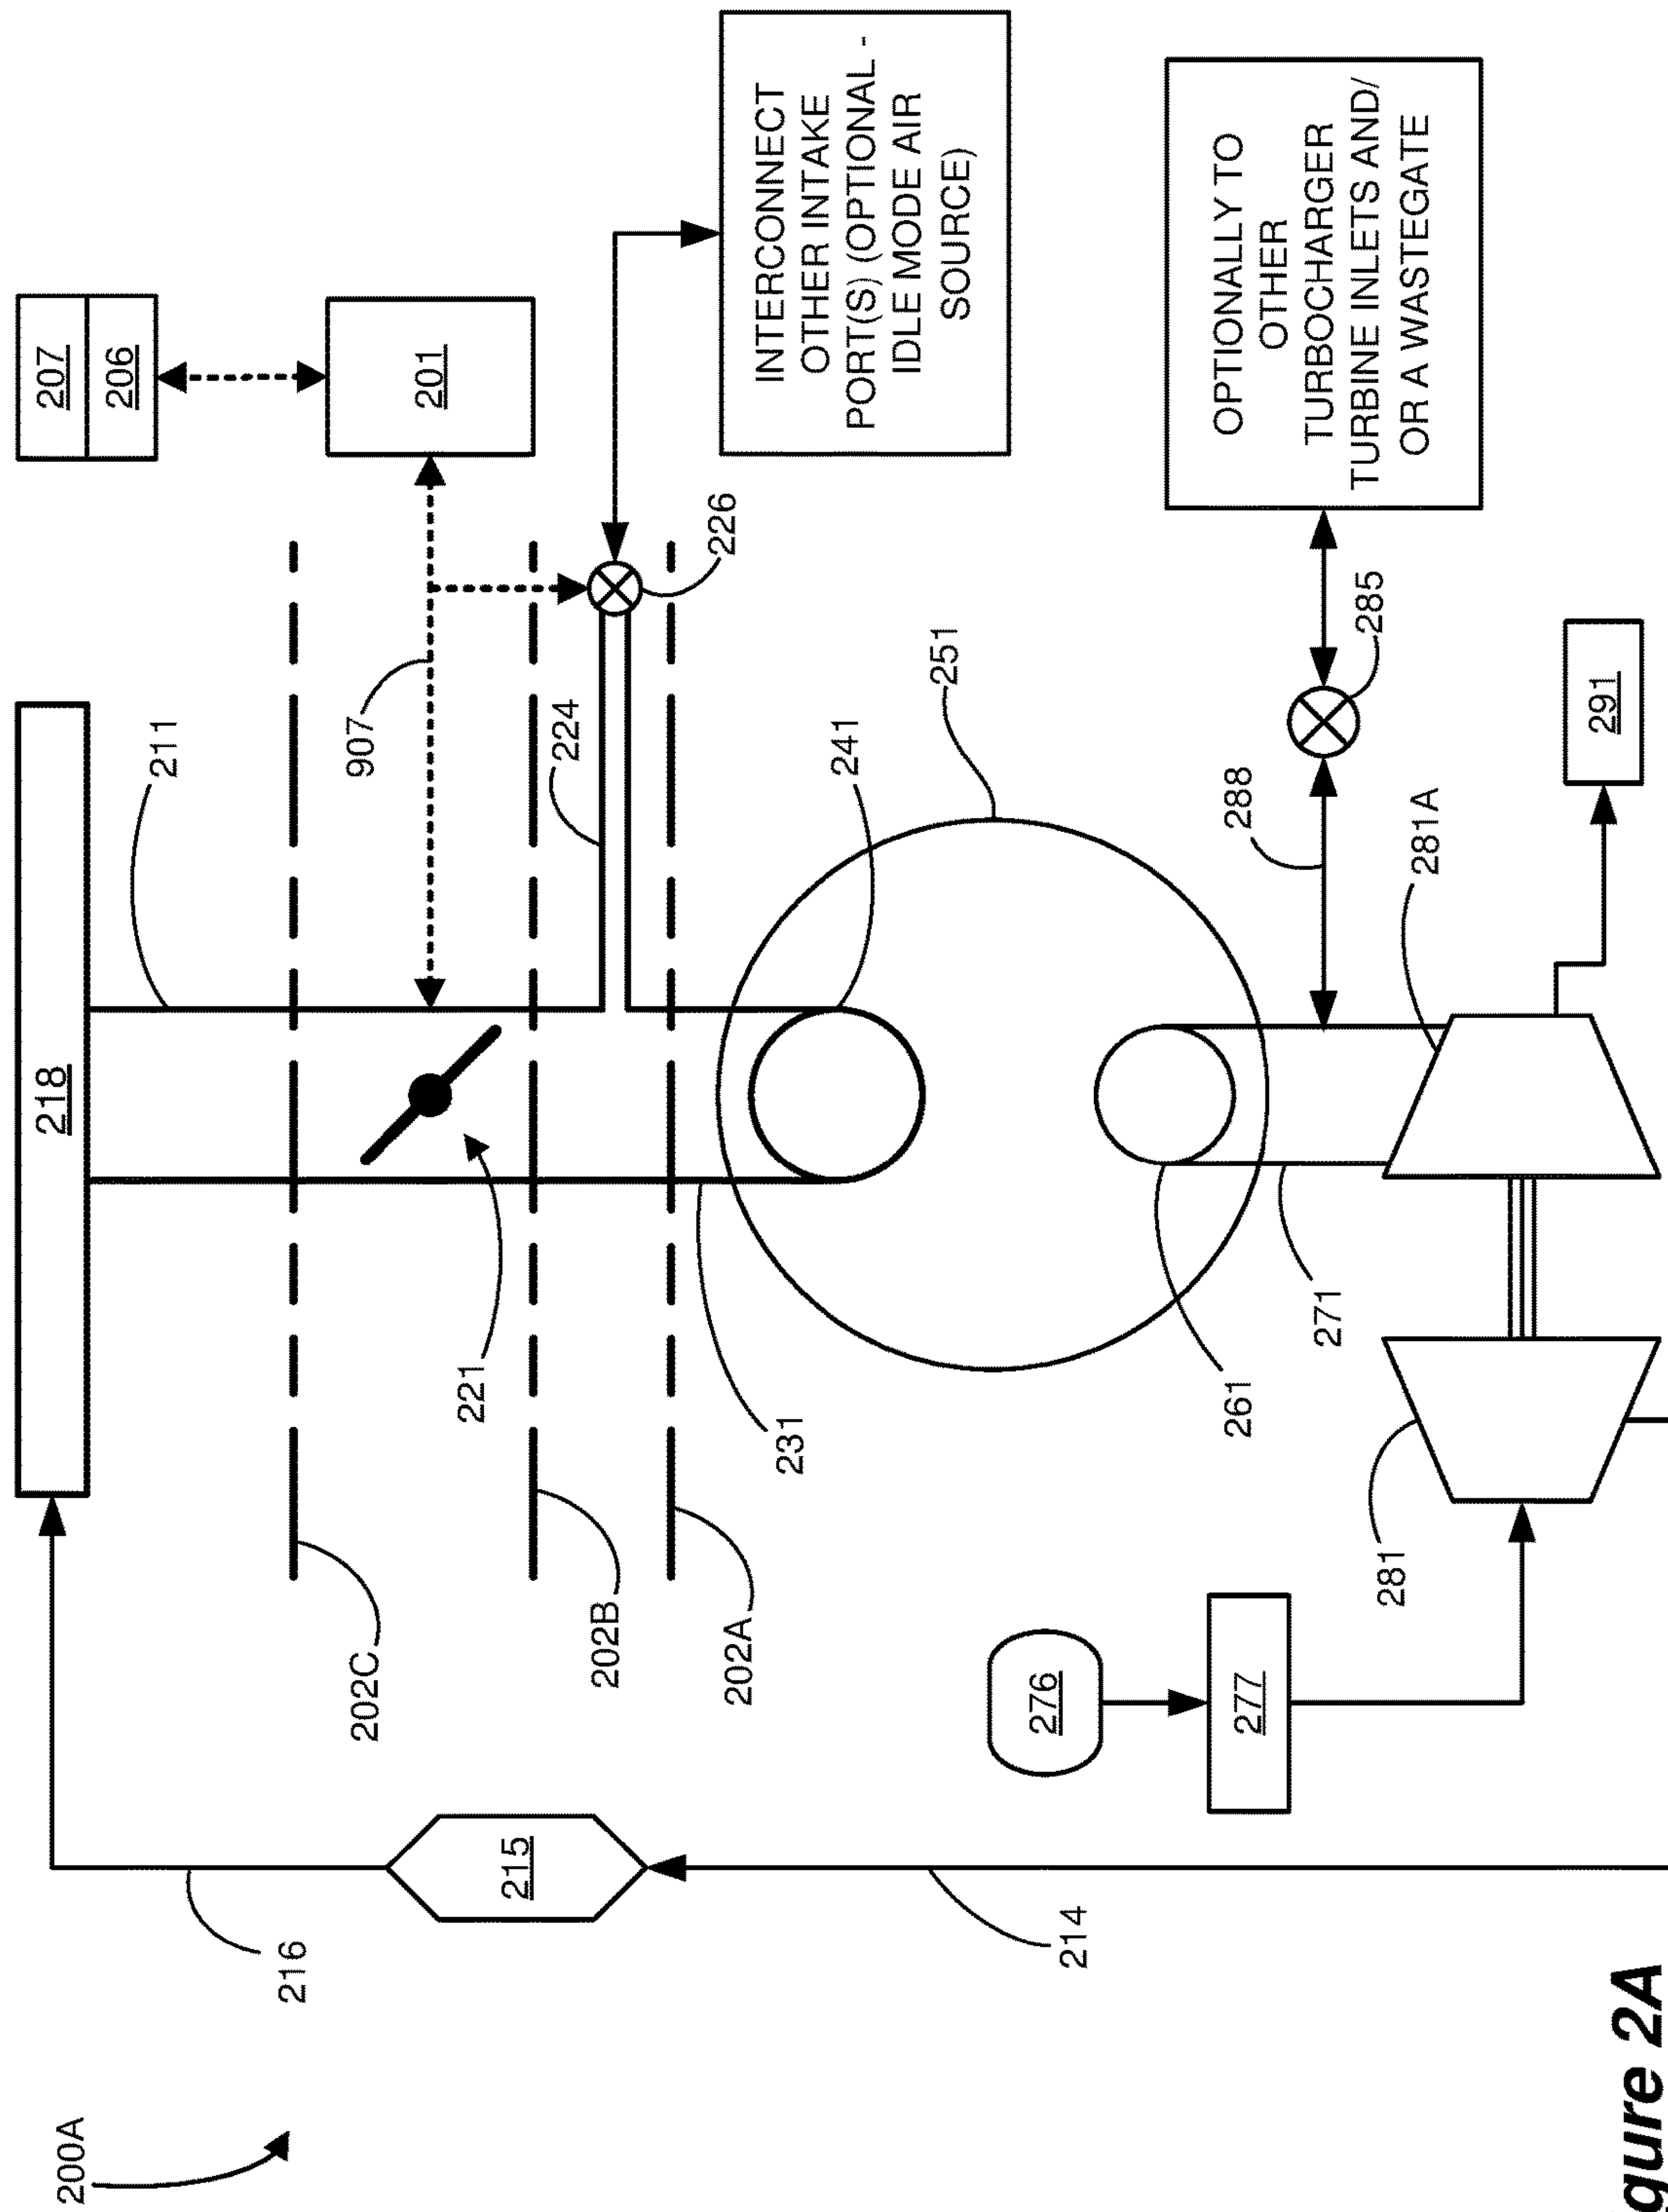 200A
218
207
206
211
216
202C
907
201
221
215
224
202B
226
202A
INTERCONNECT
OTHER INTAKE
PORT(S) (OPTIONAL -
IDLE MODE AIR
SOURCE)
231
241
251
276
214
OPTIONALLY TO
OTHER
TURBOCHARGER
TURBINE INLETS AND/
OR A WASTEGATE
277
261
288
271
285
281
281A
291
gure 2A